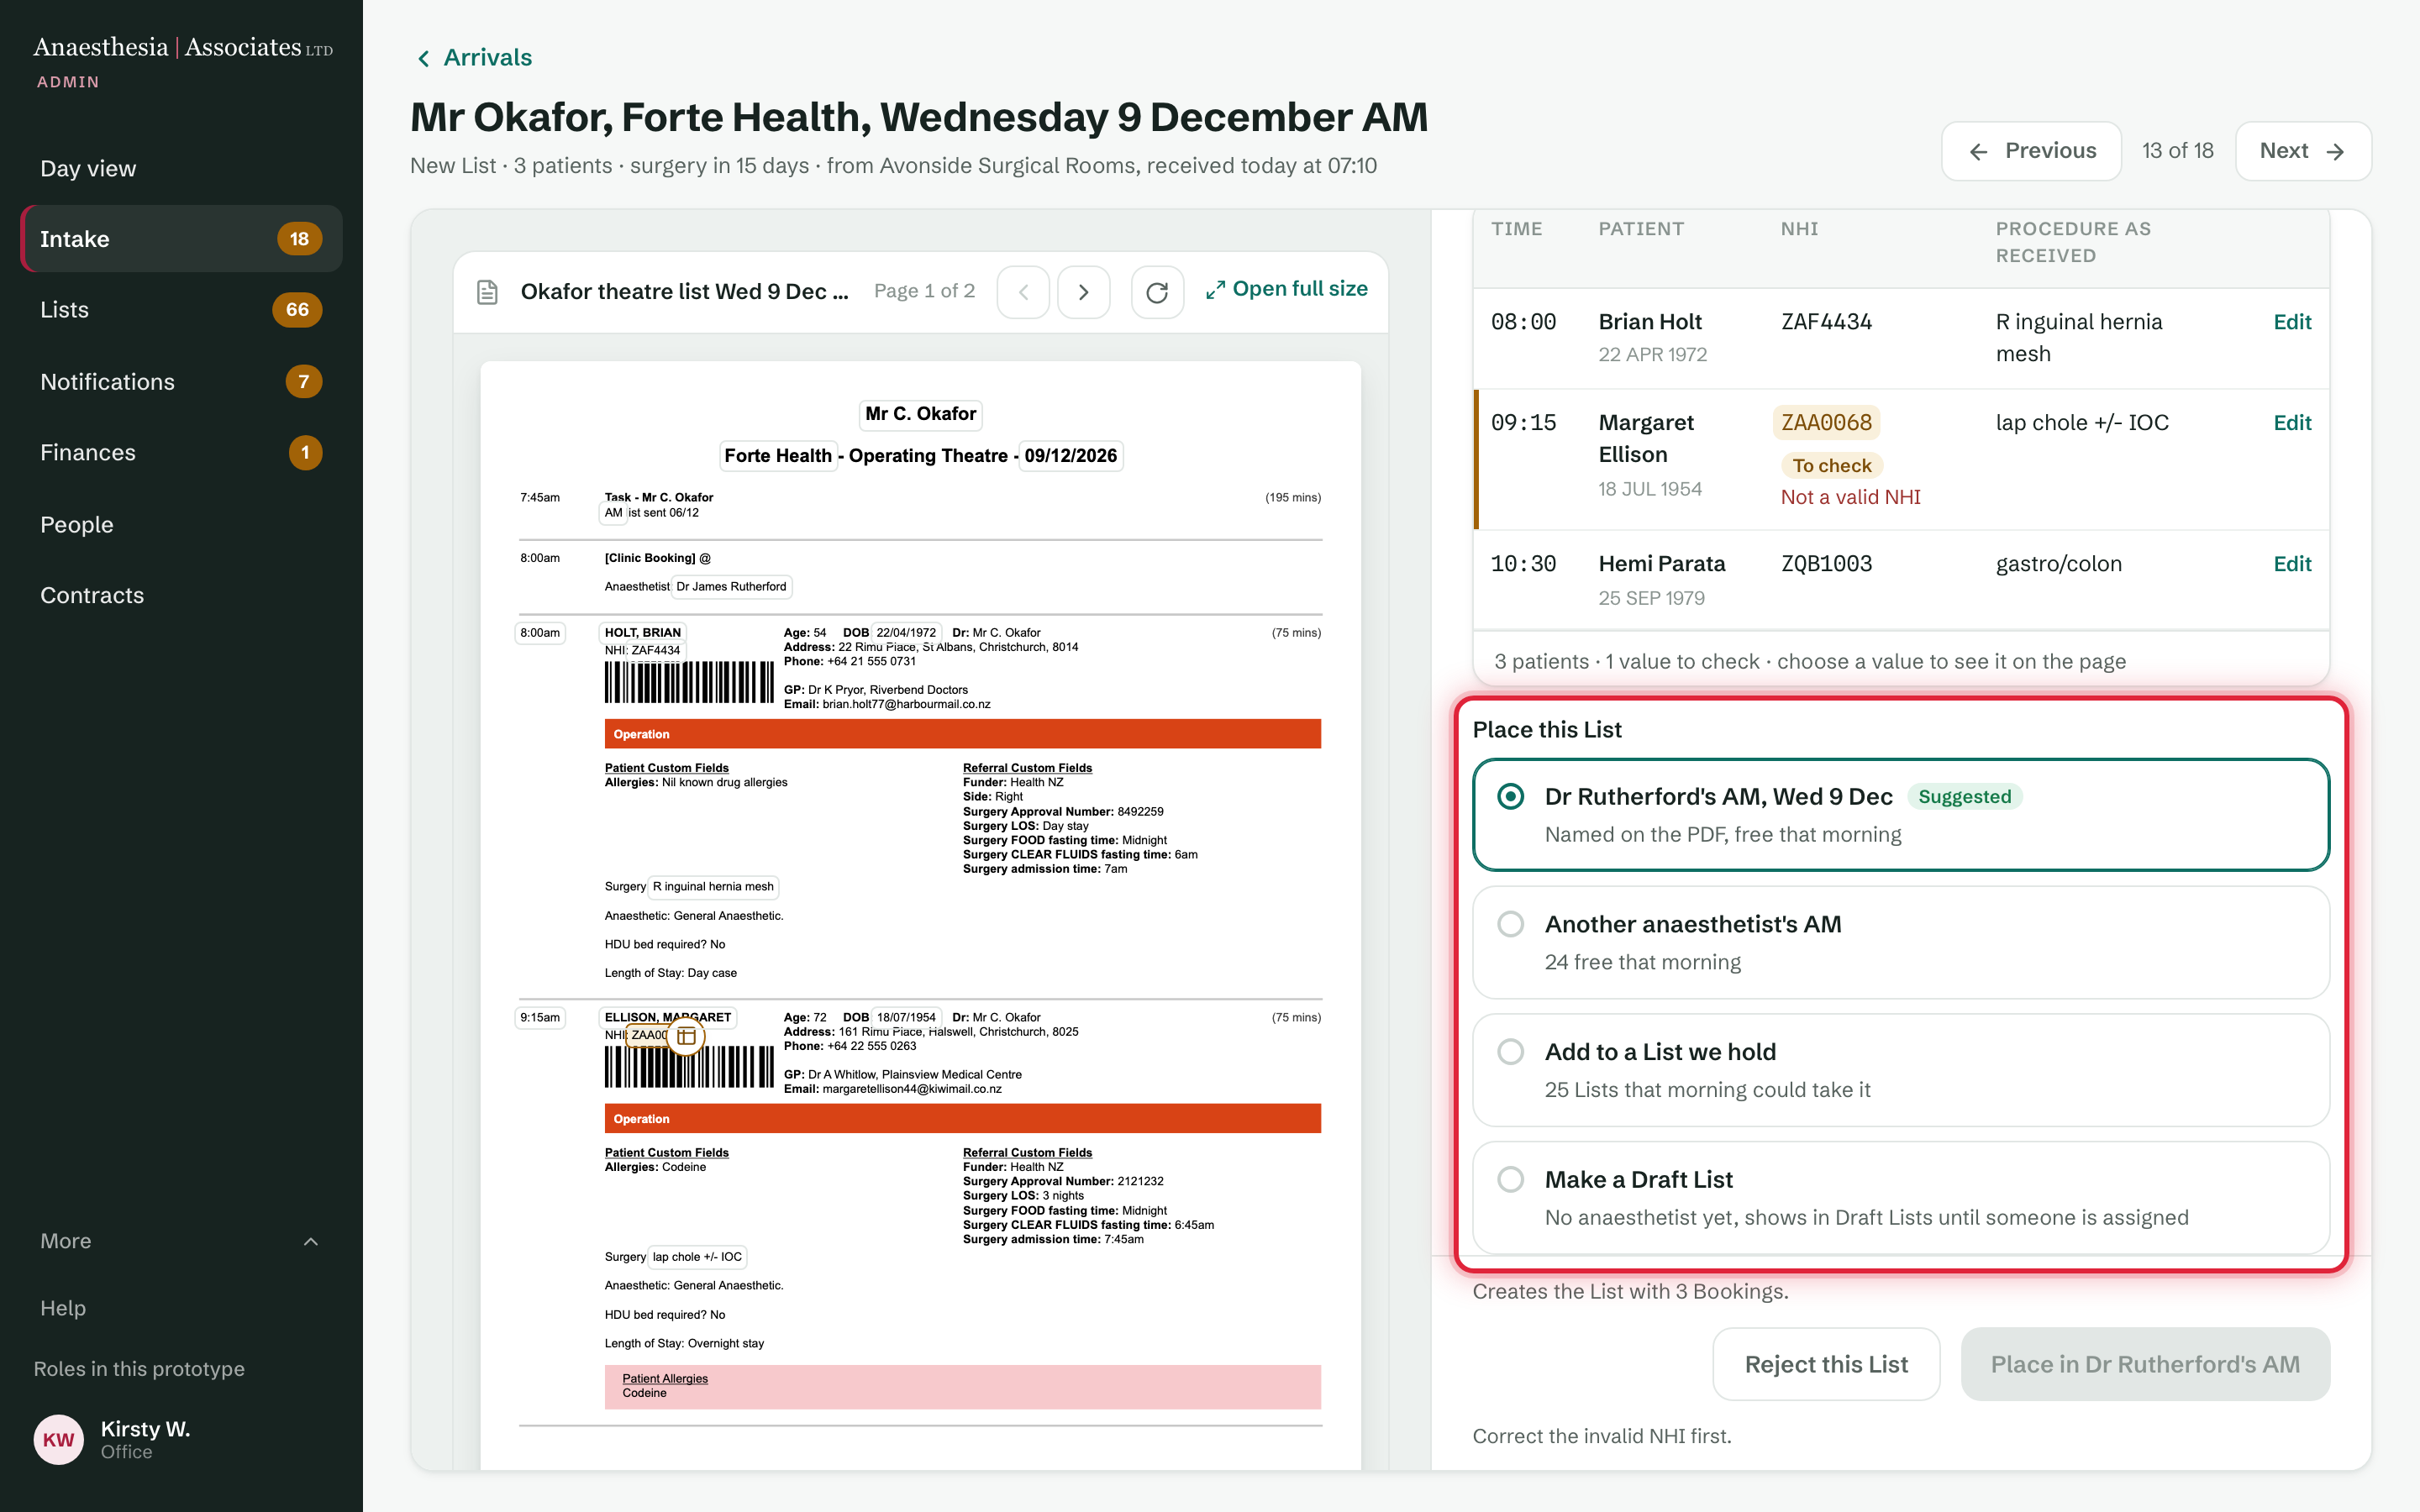 Anaesthesia | Associates LTD
ADMIN
Day view
Intake 18
Lists 66
Notifications 7
Finances 1
People
Contracts
More
Help
Roles in this prototype
KW
Kirsty W.
Office
Arrivals
Mr Okafor, Forte Health, Wednesday 9 December AM
New List · 3 patients · surgery in 15 days · from Avonside Surgical Rooms, received today at 07:10
Previous
13 of 18
Next
Okafor theatre list Wed 9 Dec ...
Page 1 of 2
Open full size
Mr C. Okafor
Forte Health - Operating Theatre - 09/12/2026
7:45am Task - Mr C. Okafor (195 mins)
AM ist sent 06/12
8:00am [Clinic Booking] @
Anaesthetist Dr James Rutherford
8:00am HOLT, BRIAN Age: 54 DOB 22/04/1972 Dr: Mr C. Okafor (75 mins)
NHI: ZAF4434 Address: 22 Rimu Place, St Albans, Christchurch, 8014
Phone: +64 21 555 0731
GP: Dr K Pryor, Riverbend Doctors
Email: brian.holt77@harbourmail.co.nz
Operation
Patient Custom Fields Referral Custom Fields
Allergies: Nil known drug allergies Funder: Health NZ
Side: Right
Surgery Approval Number: 8492259
Surgery LOS: Day stay
Surgery FOOD fasting time: Midnight
Surgery CLEAR FLUIDS fasting time: 6am
Surgery admission time: 7am
Surgery R inguinal hernia mesh
Anaesthetic: General Anaesthetic.
HDU bed required? No
Length of Stay: Day case
9:15am ELLISON, MARGARET Age: 72 DOB 18/07/1954 Dr: Mr C. Okafor (75 mins)
NHI: ZAA00 Address: 161 Rimu Place, Halswell, Christchurch, 8025
Phone: +64 22 555 0263
GP: Dr A Whitlow, Plainsview Medical Centre
Email: margaretellison44@kiwimail.co.nz
Operation
Patient Custom Fields Referral Custom Fields
Allergies: Codeine Funder: Health NZ
Surgery Approval Number: 2121232
Surgery LOS: 3 nights
Surgery FOOD fasting time: Midnight
Surgery CLEAR FLUIDS fasting time: 6:45am
Surgery admission time: 7:45am
Surgery lap chole +/- IOC
Anaesthetic: General Anaesthetic.
HDU bed required? No
Length of Stay: Overnight stay
Patient Allergies
Codeine
TIME PATIENT NHI PROCEDURE AS
RECEIVED
08:00 Brian Holt ZAF4434 R inguinal hernia Edit
22 APR 1972 mesh
09:15 Margaret ZAA0068 lap chole +/- IOC Edit
Ellison To check
18 JUL 1954 Not a valid NHI
10:30 Hemi Parata ZQB1003 gastro/colon Edit
25 SEP 1979
3 patients · 1 value to check · choose a value to see it on the page
Place this List
Dr Rutherford's AM, Wed 9 Dec Suggested
Named on the PDF, free that morning
Another anaesthetist's AM
24 free that morning
Add to a List we hold
25 Lists that morning could take it
Make a Draft List
No anaesthetist yet, shows in Draft Lists until someone is assigned
Creates the List with 3 Bookings.
Reject this List
Place in Dr Rutherford's AM
Correct the invalid NHI first.